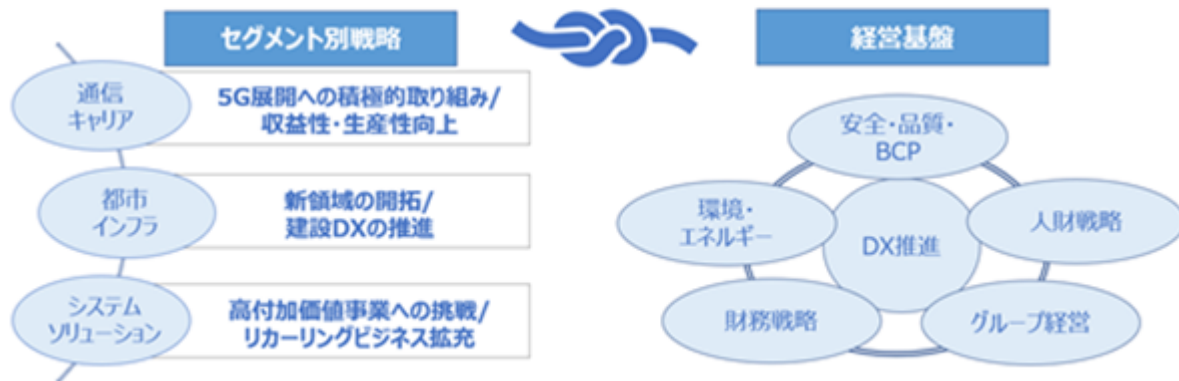 セグメント別戦略
通信
キャリア
5G展開への積極的取り組み/
収益性・生産性向上
都市
インフラ
新領域の開拓/
建設DXの推進
システム
ソリューション
高付加価値事業への挑戦/
リカーリングビジネス拡充
経営基盤
安全・品質・
BCP
環境・
エネルギー
DX推進
人財戦略
財務戦略
グループ経営